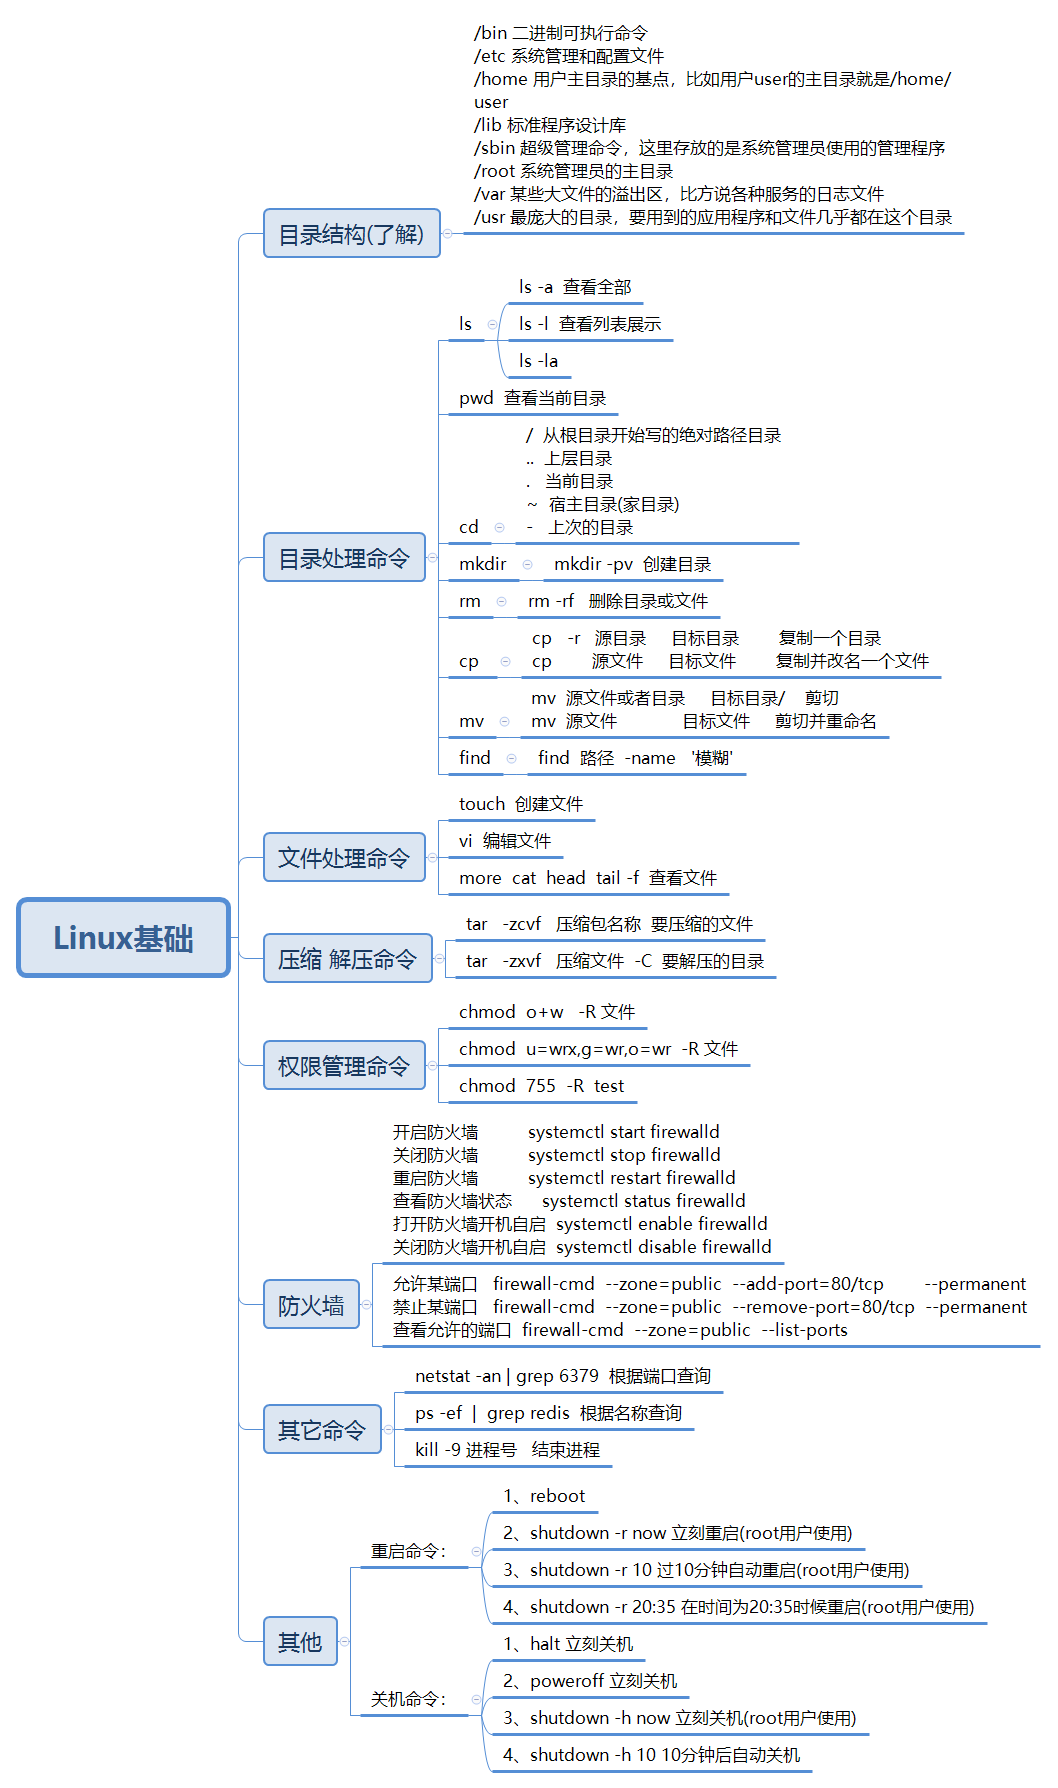 /bin 二进制可执行命令
/etc 系统管理和配置文件
/home 用户主目录的基点，比如用户user的主目录就是/home/
user
/lib 标准程序设计库
/sbin 超级管理命令，这里存放的是系统管理员使用的管理程序
/root 系统管理员的主目录
/var 某些大文件的溢出区，比方说各种服务的日志文件
/usr 最庞大的目录，要用到的应用程序和文件几乎都在这个目录
目录结构(了解)
ls -a 查看全部
ls
ls -l 查看列表展示
ls -la
pwd 查看当前目录
/ 从根目录开始写的绝对路径目录
.. 上层目录
. 当前目录
~ 宿主目录(家目录)
- 上次的目录
cd
目录处理命令
mkdir
mkdir -pv 创建目录
rm
rm -rf 删除目录或文件
cp -r 源目录 目标目录 复制一个目录
cp 源文件 目标文件 复制并改名一个文件
cp
mv 源文件或者目录 目标目录/ 剪切
mv 源文件 目标文件 剪切并重命名
mv
find
find 路径 -name '模糊'
touch 创建文件
vi 编辑文件
文件处理命令
more cat head tail -f 查看文件
Linux基础
tar -zcvf 压缩包名称 要压缩的文件
压缩 解压命令
tar -zxvf 压缩文件 -C 要解压的目录
chmod o+w -R 文件
chmod u=wrx,g=wr,o=wr -R 文件
权限管理命令
chmod 755 -R test
开启防火墙 systemctl start firewalld
关闭防火墙 systemctl stop firewalld
重启防火墙 systemctl restart firewalld
查看防火墙状态 systemctl status firewalld
打开防火墙开机自启 systemctl enable firewalld
关闭防火墙开机自启 systemctl disable firewalld
防火墙
允许某端口 firewall-cmd --zone=public --add-port=80/tcp --permanent
禁止某端口 firewall-cmd --zone=public --remove-port=80/tcp --permanent
查看允许的端口 firewall-cmd --zone=public --list-ports
netstat -an | grep 6379 根据端口查询
其它命令
ps -ef | grep redis 根据名称查询
kill -9 进程号 结束进程
1、reboot
2、shutdown -r now 立刻重启(root用户使用)
重启命令：
3、shutdown -r 10 过10分钟自动重启(root用户使用)
4、shutdown -r 20:35 在时间为20:35时候重启(root用户使用)
其他
1、halt 立刻关机
2、poweroff 立刻关机
关机命令：
3、shutdown -h now 立刻关机(root用户使用)
4、shutdown -h 10 10分钟后自动关机